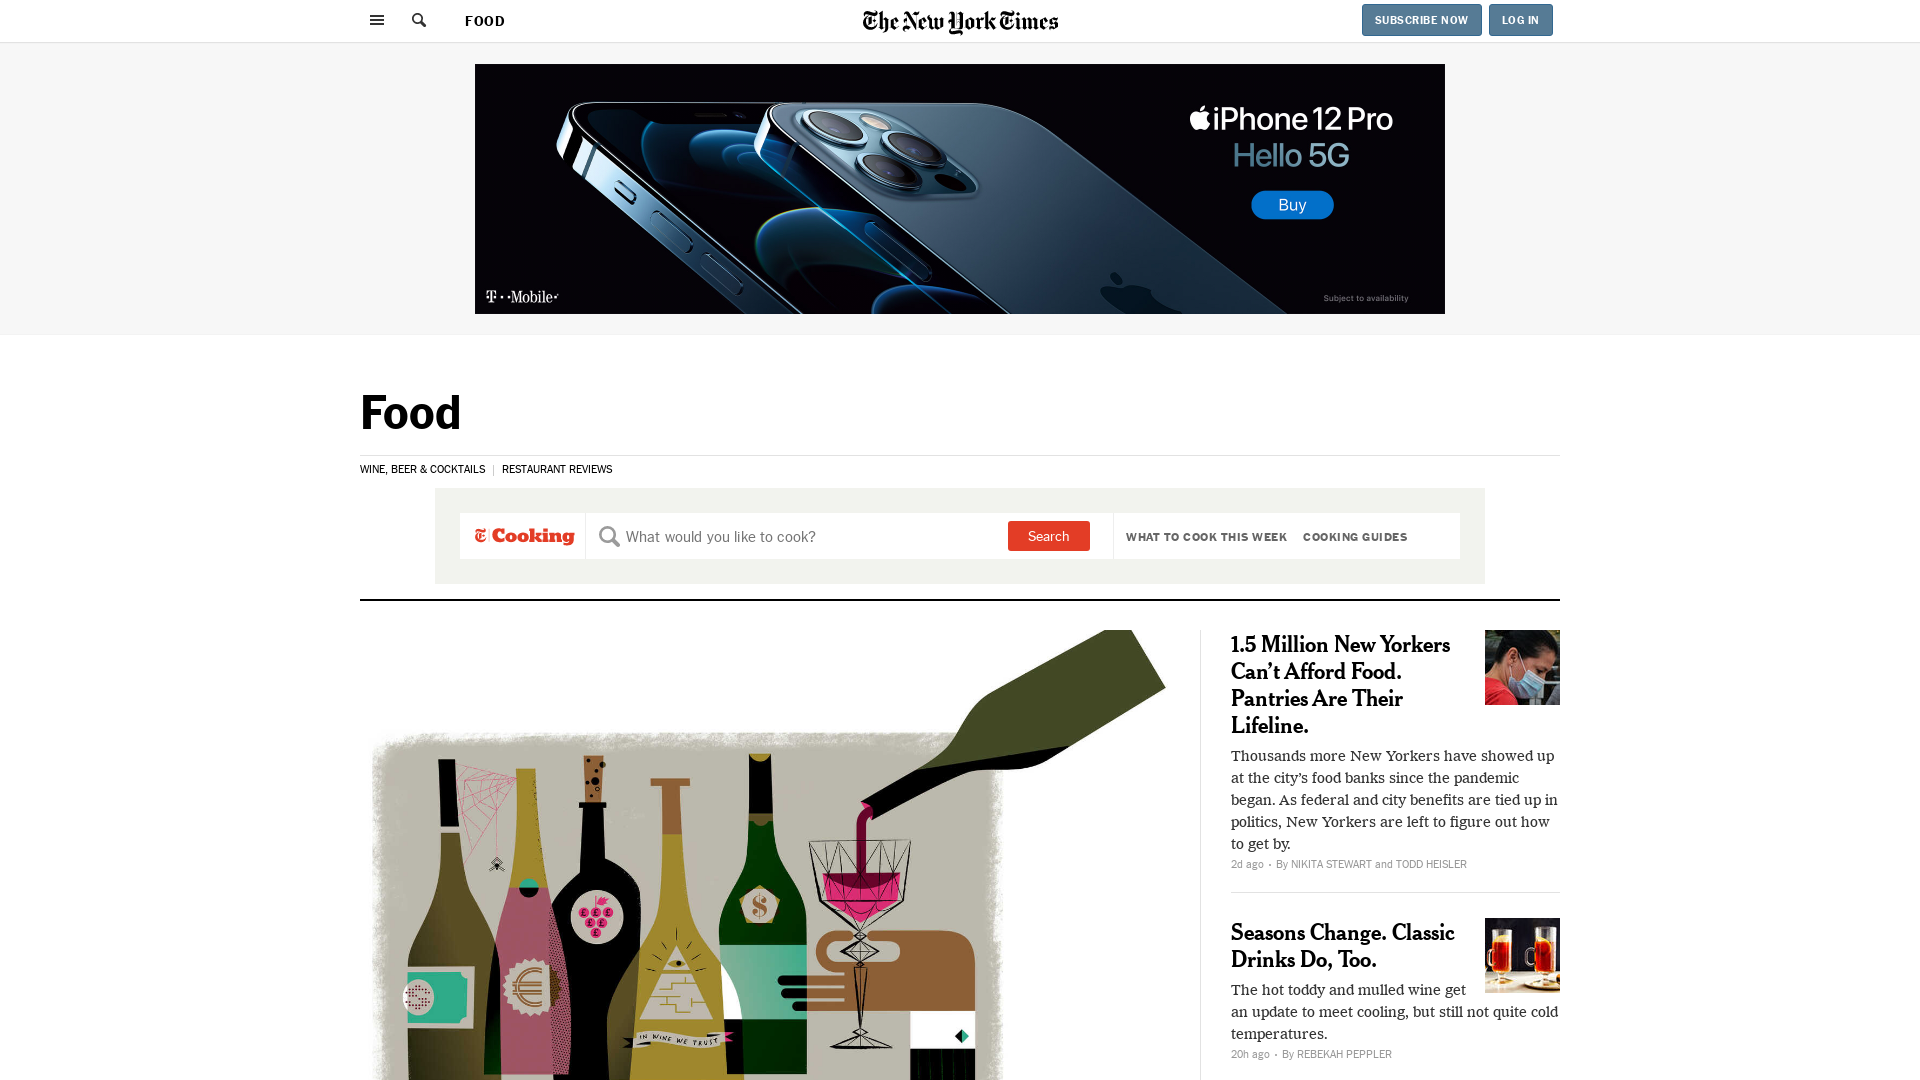 FOOD
The New York Times
SUBSCRIBE NOW
LOG IN
iPhone 12 Pro
Hello 5G
Buy
T··Mobile·
Subject to availability
Food
WINE, BEER & COCKTAILS
RESTAURANT REVIEWS
T Cooking
What would you like to cook?
Search
WHAT TO COOK THIS WEEK
COOKING GUIDES
1.5 Million New Yorkers
Can’t Afford Food.
Pantries Are Their
Lifeline.
Thousands more New Yorkers have showed up
at the city’s food banks since the pandemic
began. As federal and city benefits are tied up in
politics, New Yorkers are left to figure out how
to get by.
2d ago · By NIKITA STEWART and TODD HEISLER
Seasons Change. Classic
Drinks Do, Too.
The hot toddy and mulled wine get
an update to meet cooling, but still not quite cold
temperatures.
20h ago · By REBEKAH PEPPLER
$
£ £ £
£ £
£
€
IN WINE WE TRUST